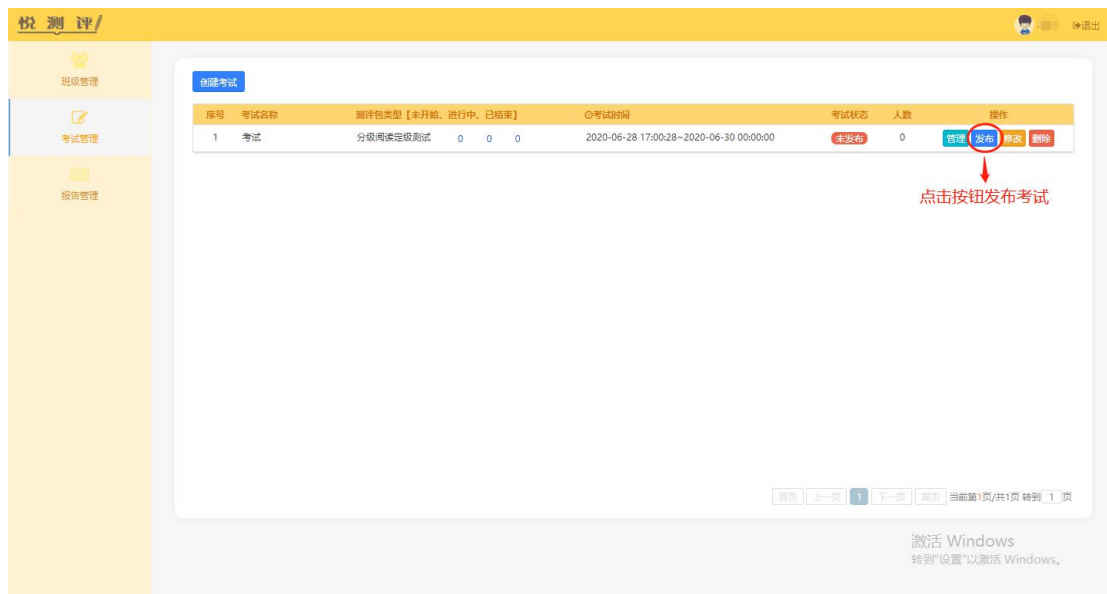 悦测评
退出
班级管理
创建考试
序号 考试名称 测评包类型【未开始、进行中、已结束】 考试时间 考试状态 人数 操作
考试管理
1 考试 分级阅读定级测试 0 0 0 2020-06-28 17:00:28~2020-06-30 00:00:00 未发布 0 管理 发布 修改 删除
报告管理
点击按钮发布考试
首页 上一页 1 下一页 尾页 当前第1页/共1页 转到 1 页
激活 Windows
转到"设置"以激活 Windows。